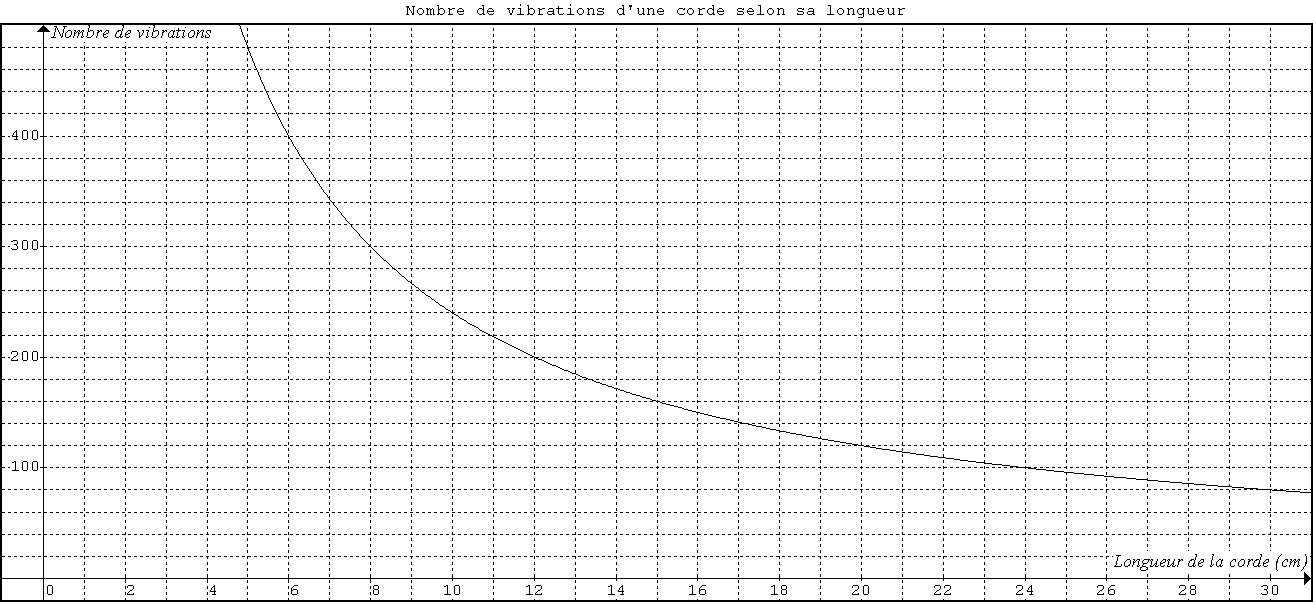 Nombre de vibrations d'une corde selon sa longueur
Nombre de vibrations
400
300
200
100
Longueur de la corde (cm)
0 2 4 6 8 10 12 14 16 18 20 22 24 26 28 30